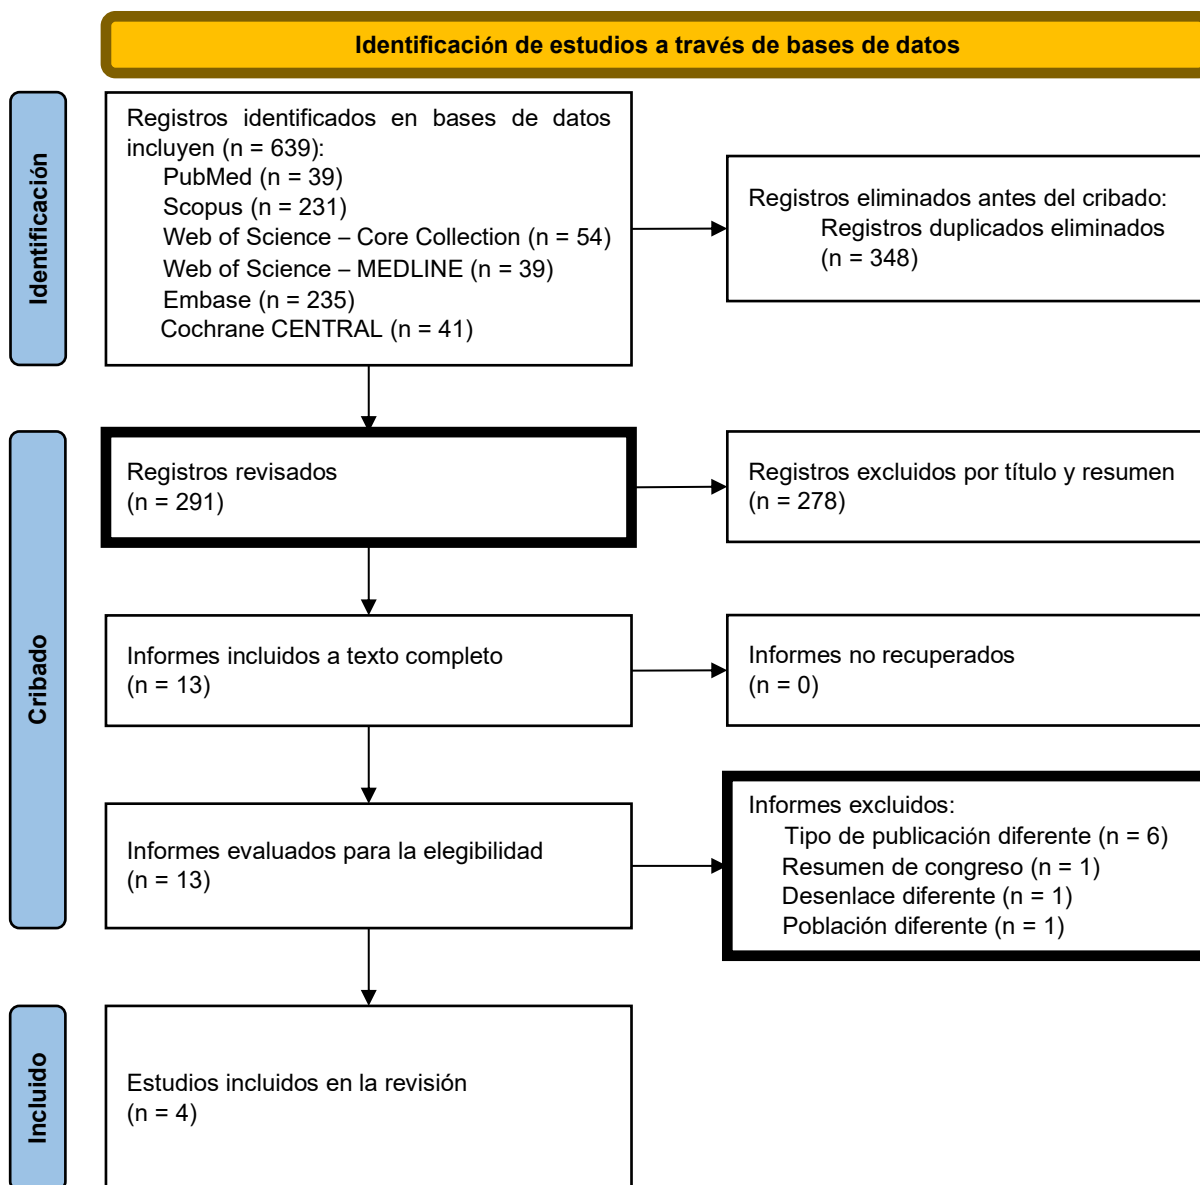 Identificación de estudios a través de bases de datos
Identificación
Registros identificados en bases de datos
incluyen (n = 639):
PubMed (n = 39)
Scopus (n = 231)
Web of Science – Core Collection (n = 54)
Web of Science – MEDLINE (n = 39)
Embase (n = 235)
Cochrane CENTRAL (n = 41)
Registros eliminados antes del cribado:
Registros duplicados eliminados
(n = 348)
Cribado
Registros revisados
(n = 291)
Registros excluidos por título y resumen
(n = 278)
Informes incluidos a texto completo
(n = 13)
Informes no recuperados
(n = 0)
Informes evaluados para la elegibilidad
(n = 13)
Informes excluidos:
Tipo de publicación diferente (n = 6)
Resumen de congreso (n = 1)
Desenlace diferente (n = 1)
Población diferente (n = 1)
Incluido
Estudios incluidos en la revisión
(n = 4)